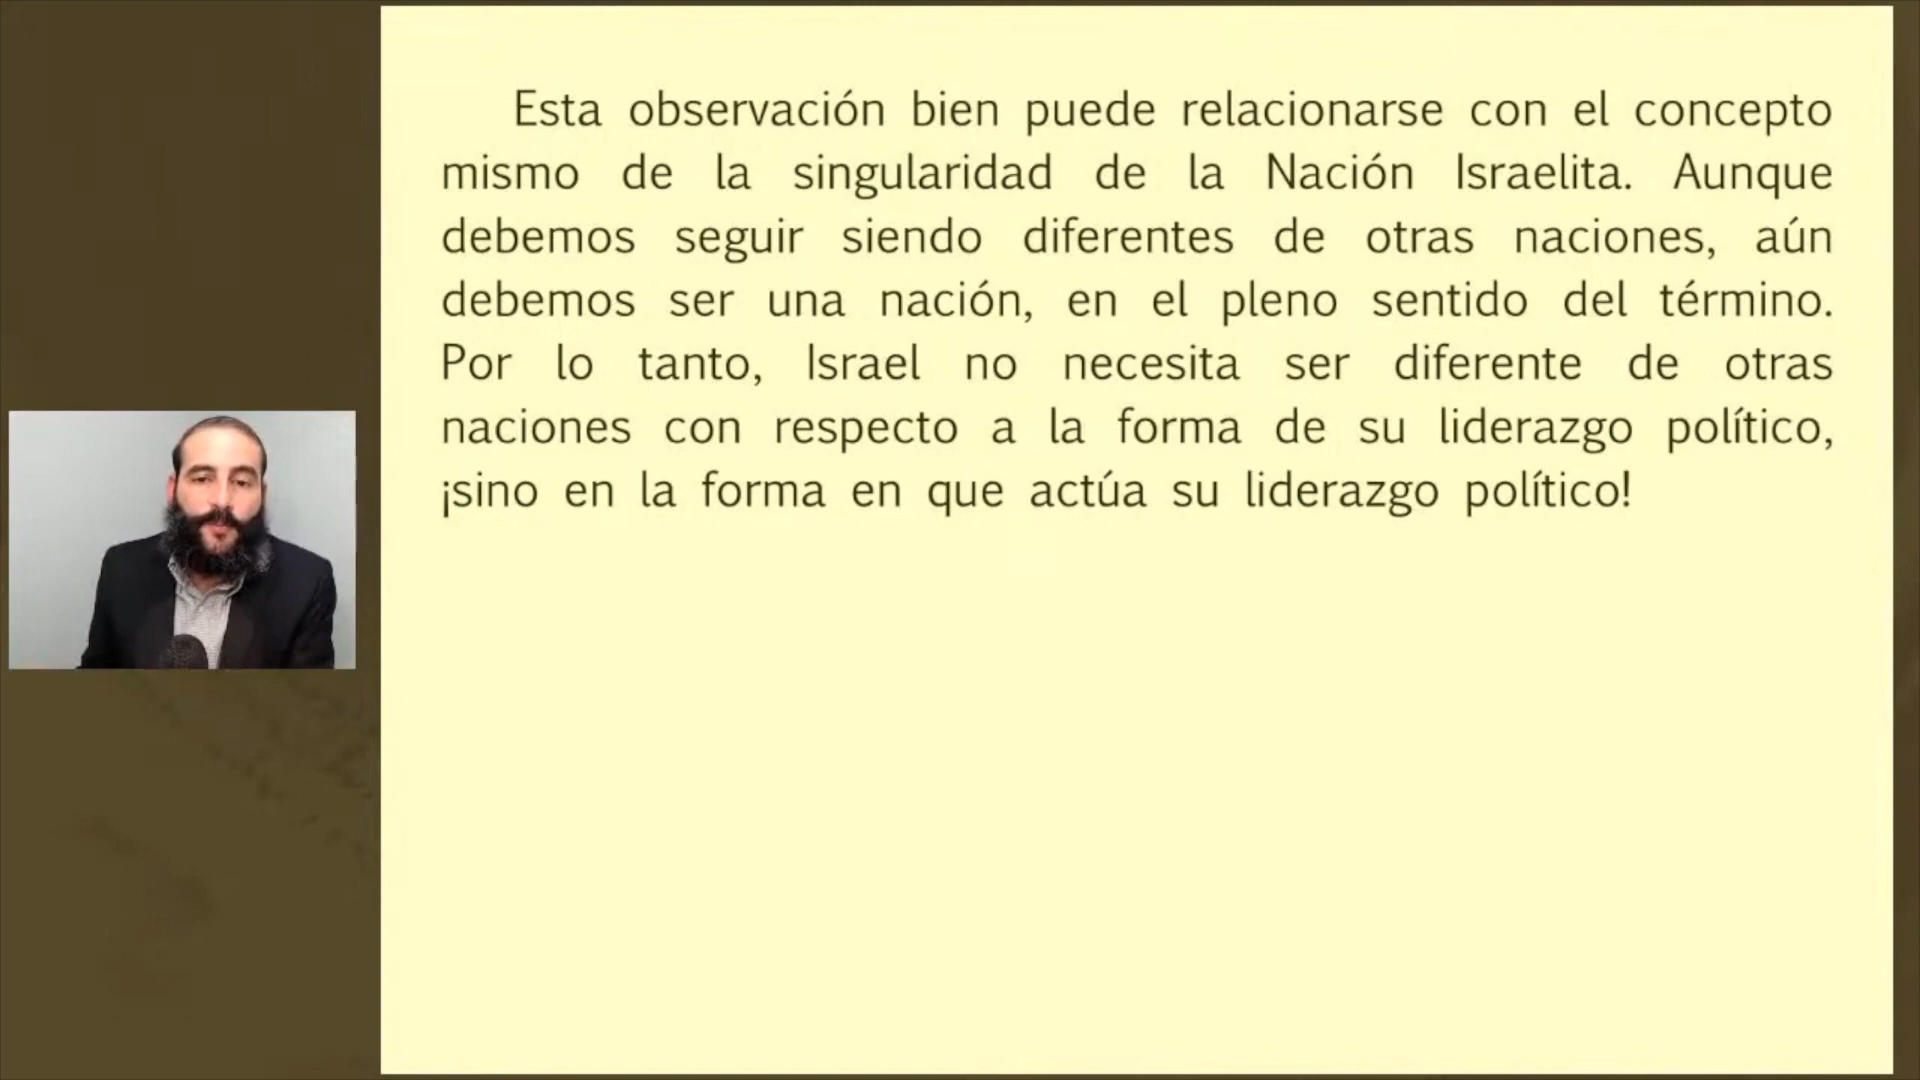 Esta observación bien puede relacionarse con el concepto
mismo de la singularidad de la Nación Israelita. Aunque
debemos seguir siendo diferentes de otras naciones, aún
debemos ser una nación, en el pleno sentido del término.
Por lo tanto, Israel no necesita ser diferente de otras
naciones con respecto a la forma de su liderazgo político,
¡sino en la forma en que actúa su liderazgo político!